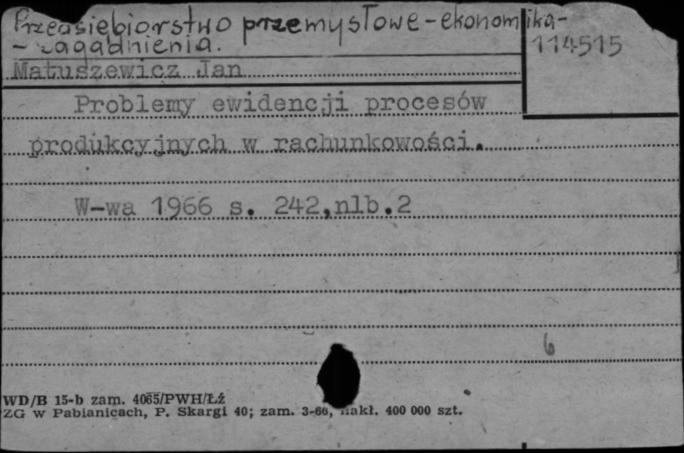 Przedsiębiorstwo przemysłowe-ekonomika-
- zagadnienia.
114515
Matuszewicz Jan
Problemy ewidencji procesów
produkcyjnych w rachunkowości.
W-wa 1966 s. 242,nlb.2
6
WD/B 15-b zam. 4065/PWH/Łź
ZG w Pabianicach, P. Skargi 40; zam. 3-66, nakł. 400 000 szt.